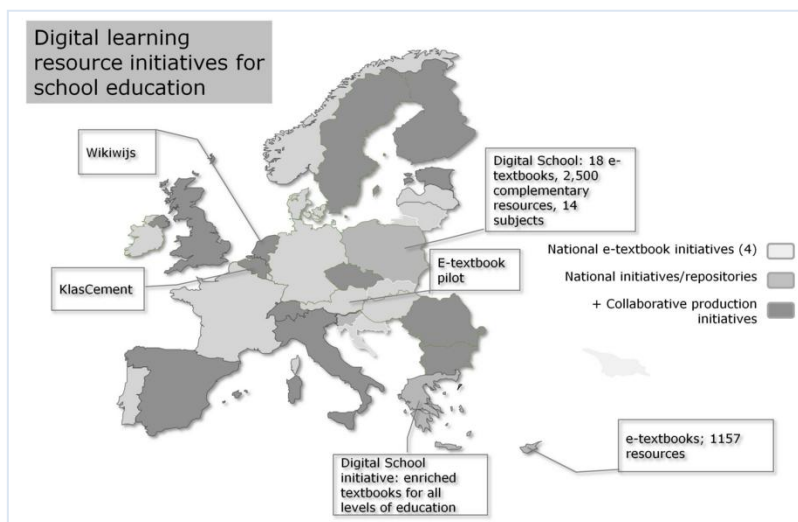 Digital learning
resource initiatives for
school education
Wikiwijs
Digital School: 18 e-
textbooks, 2,500
complementary
resources, 14
subjects
National e-textbook initiatives (4)
E-textbook
pilot
National initiatives/repositories
KlasCement
+ Collaborative production
initiatives
e-textbooks; 1157
resources
Digital School
initiative: enriched
textbooks for all
levels of education